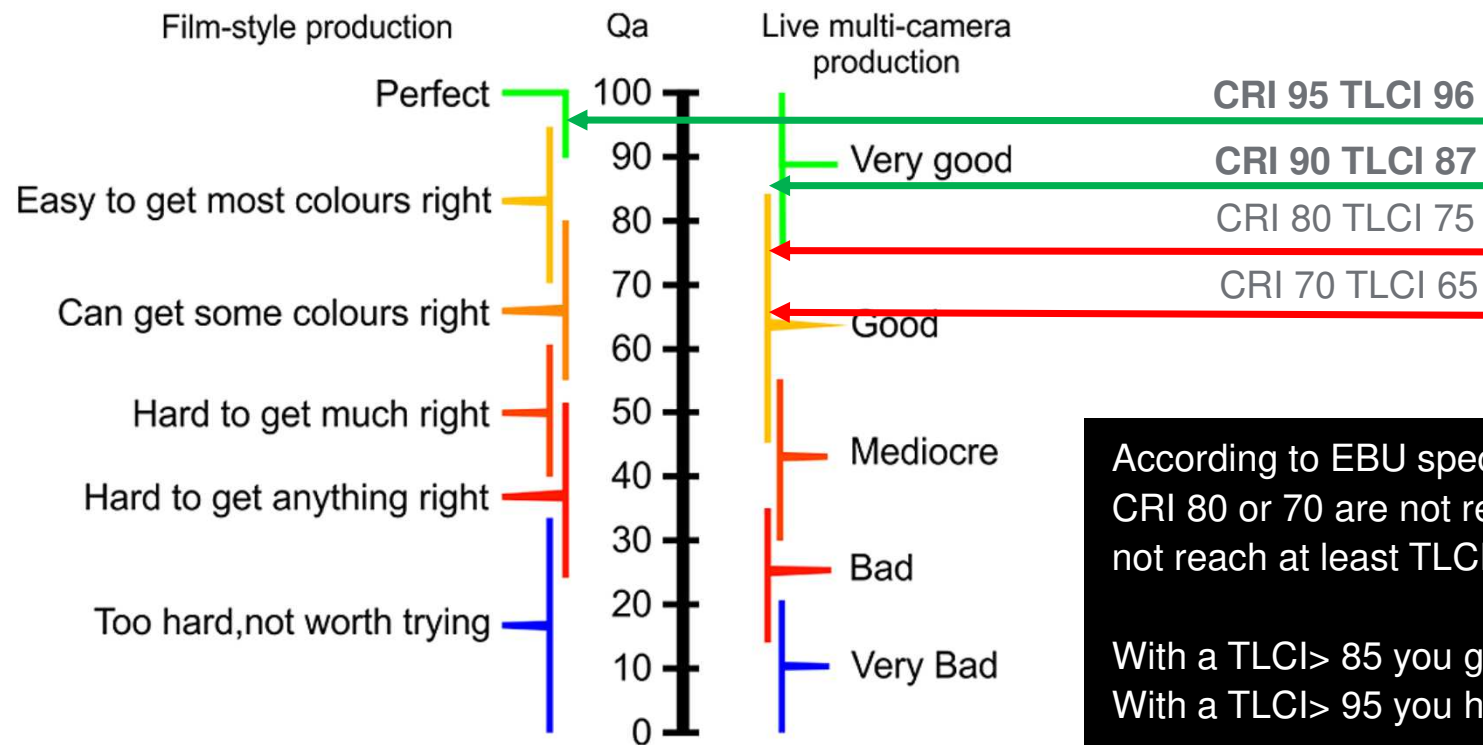 Film-style production
Qa
Live multi-camera
production
Perfect
Easy to get most colours right
Can get some colours right
Hard to get much right
Hard to get anything right
Too hard,not worth trying
100
90
80
70
60
50
40
30
20
10
0
Very good
Good
Mediocre
Bad
Very Bad
CRI 95 TLCI 96
CRI 90 TLCI 87
CRI 80 TLCI 75
CRI 70 TLCI 65
According to EBU
CRI 80 or 70 are not
not reach at least
With a TLCI> 85 you
With a TLCI> 95 you